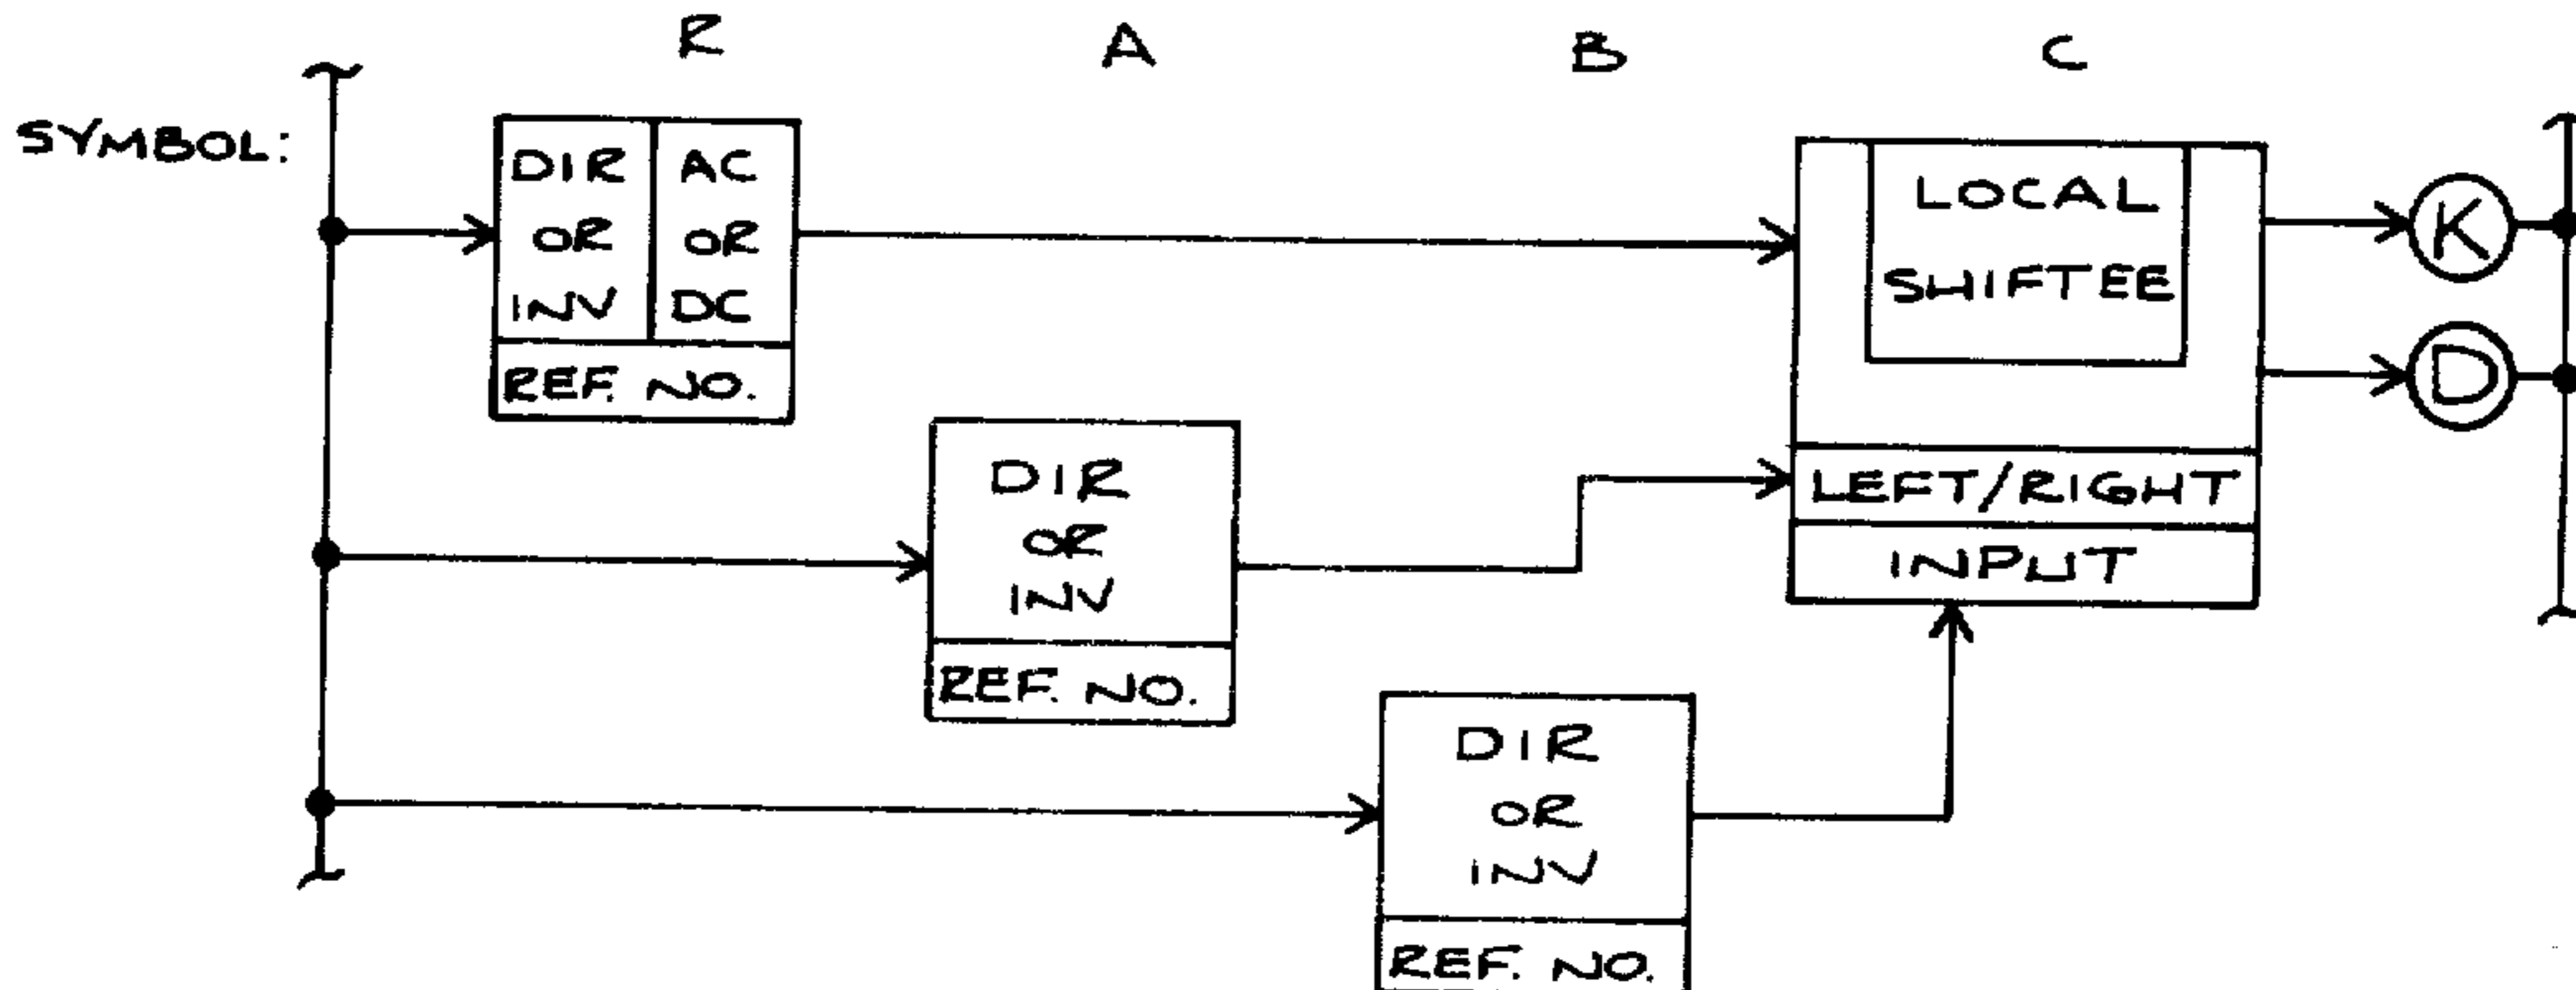 R A B C
SYMBOL:
DIR
OR
INV
AC
OR
DC
REF. NO.
LOCAL
SHIFTEE
K
D
LEFT/RIGHT
INPUT
DIR
OR
INV
REF. NO.
DIR
OR
INV
REF. NO.